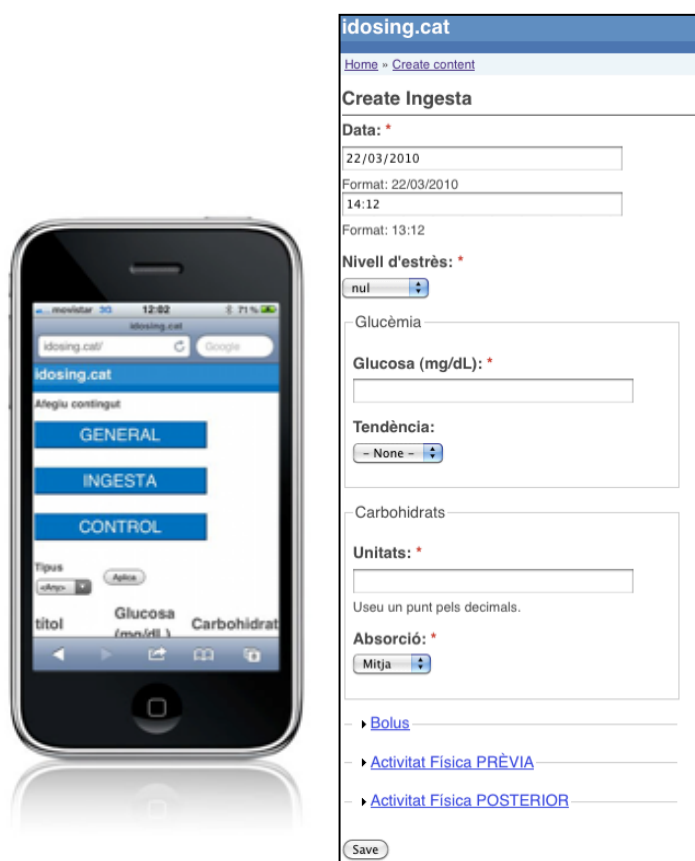 movistar 3G 12:02 71 %
idosing.cat
idosing.cat/ Google
idosing.cat
Afegiu contingut
GENERAL
INGESTA
CONTROL
Tipus
<Any> Aplica
títol Glucosa (mg/dL) Carbohidrat
idosing.cat
Home » Create content
Create Ingesta
Data: *
22/03/2010
Format: 22/03/2010
14:12
Format: 13:12
Nivell d'estrès: *
nul
Glucèmia
Glucosa (mg/dL): *
Tendència:
- None -
Carbohidrats
Unitats: *
Useu un punt pels decimals.
Absorció: *
Mitja
Bolus
Activitat Física PRÈVIA
Activitat Física POSTERIOR
Save